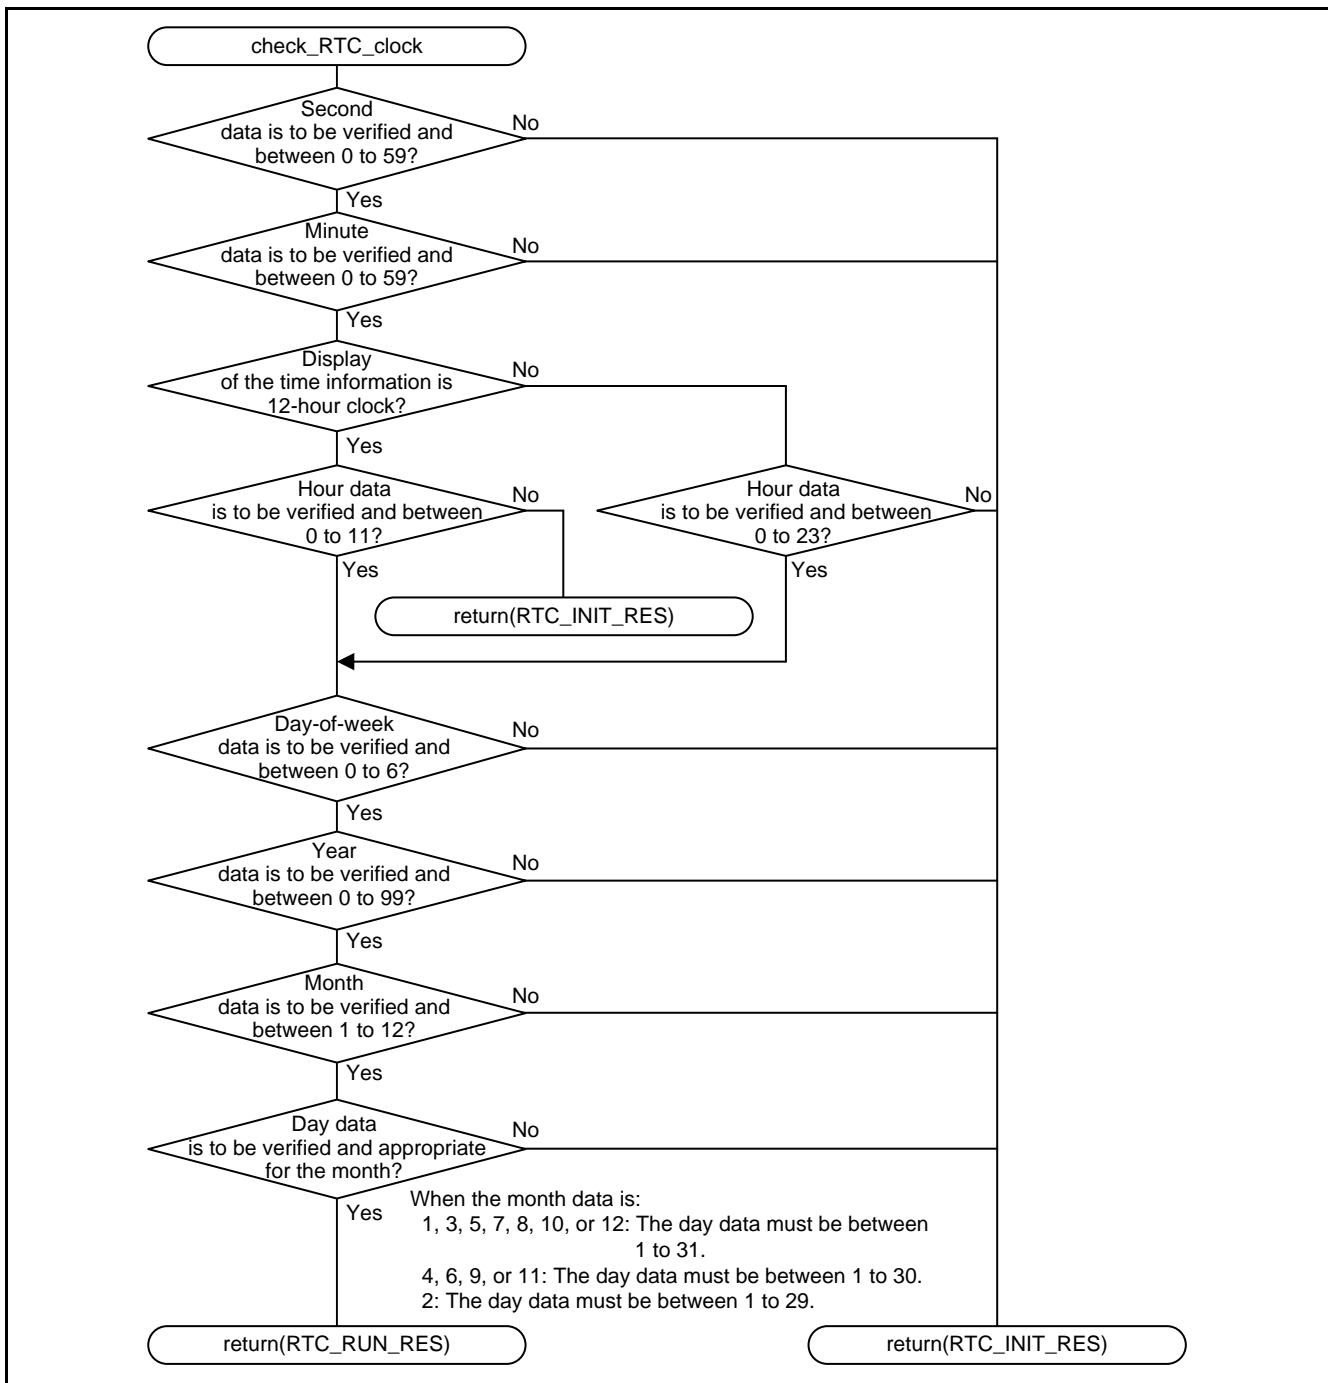 check_RTC_clock
Second
data is to be verified and
between 0 to 59?
No
Yes
Minute
data is to be verified and
between 0 to 59?
No
Yes
Display
of the time information is
12-hour clock?
No
Yes
Hour data
is to be verified and between
0 to 11?
No
Yes
Hour data
is to be verified and between
0 to 23?
No
Yes
return(RTC_INIT_RES)
Day-of-week
data is to be verified and
between 0 to 6?
No
Yes
Year
data is to be verified and
between 0 to 99?
No
Yes
Month
data is to be verified and
between 1 to 12?
No
Yes
Day data
is to be verified and appropriate
for the month?
No
Yes
When the month data is:
1, 3, 5, 7, 8, 10, or 12: The day data must be between
1 to 31.
4, 6, 9, or 11: The day data must be between 1 to 30.
2: The day data must be between 1 to 29.
return(RTC_RUN_RES)
return(RTC_INIT_RES)